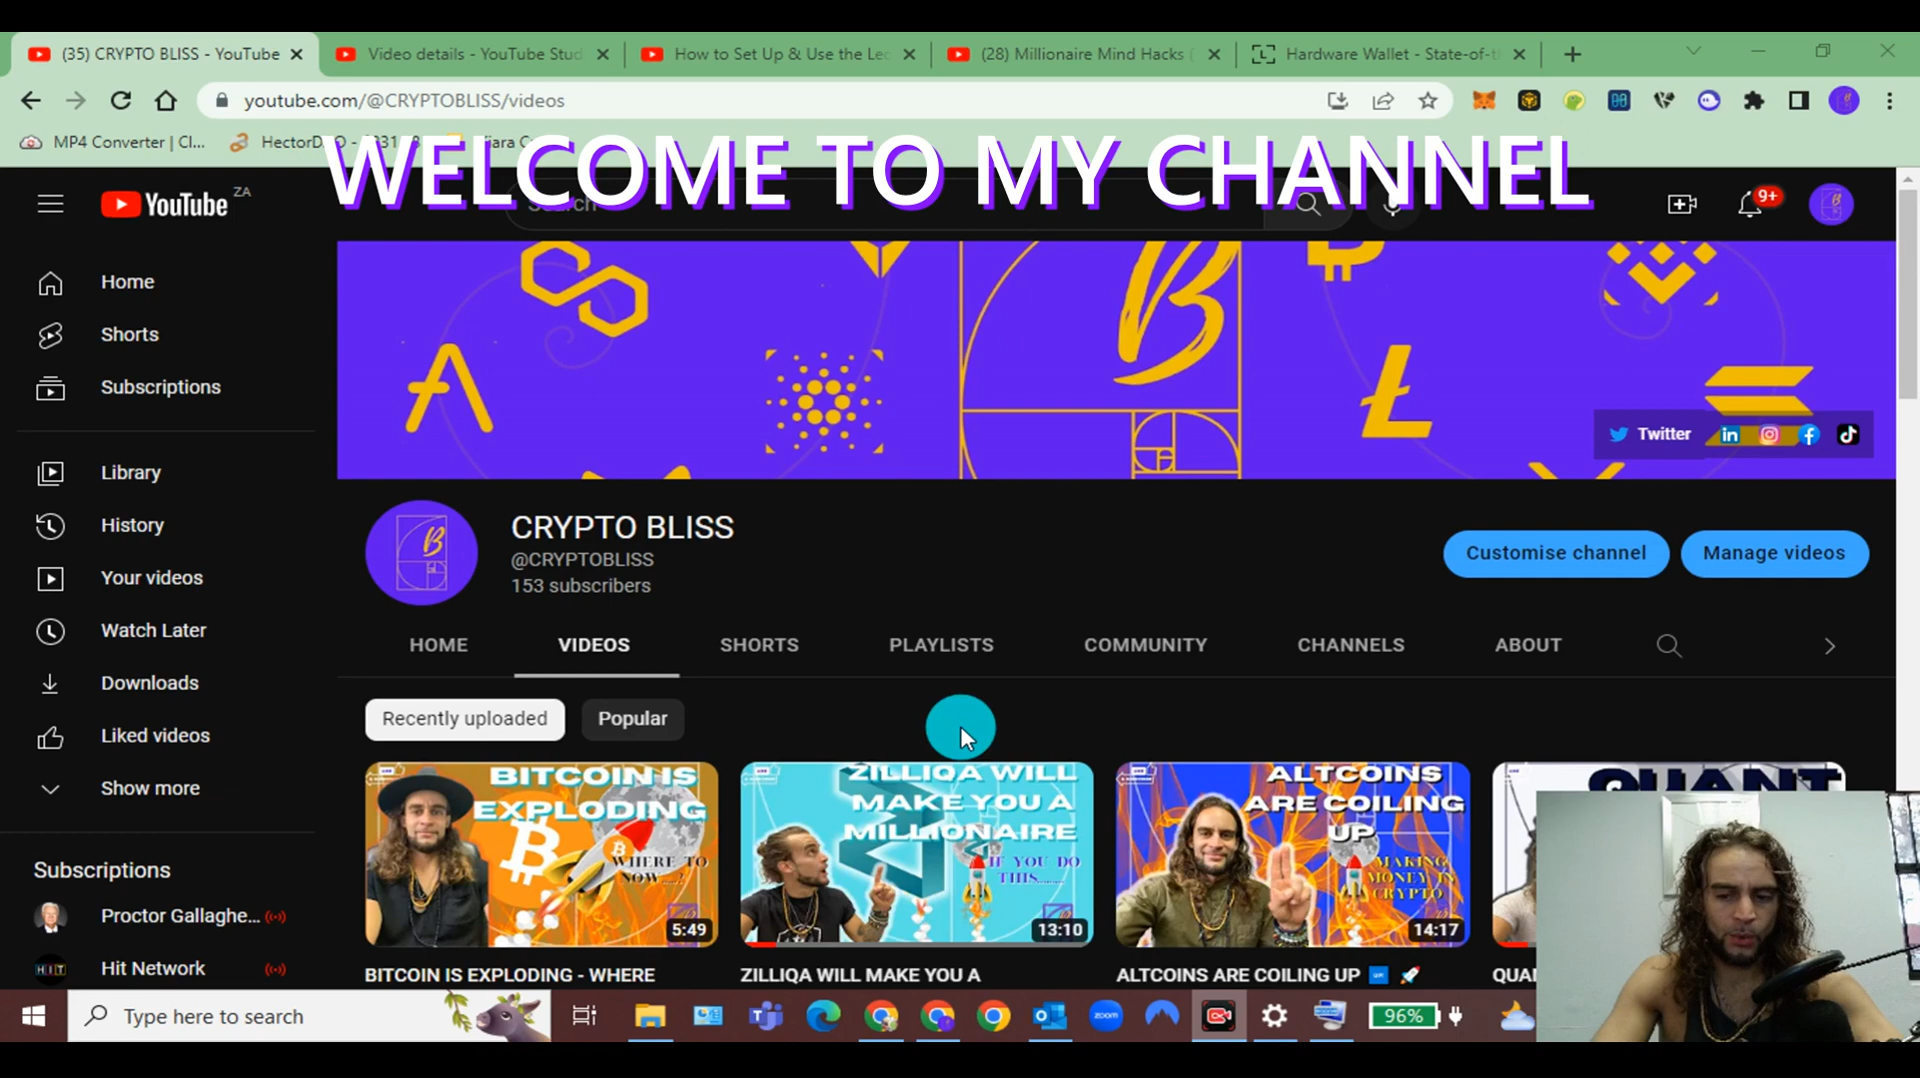 (35) CRYPTO BLISS - YouTube
Video details - YouTube Stud
How to Set Up & Use the Led
(28) Millionaire Mind Hacks (
Hardware Wallet - State-of-t
youtube.com/@CRYPTOBLISS/videos
MP4 Converter | Cl...
WELCOME TO MY CHANNEL
YouTube ZA
Search
9+
Home
Shorts
Subscriptions
Library
History
Your videos
Watch Later
Downloads
Liked videos
Show more
Subscriptions
Proctor Gallaghe...
Hit Network
HIT
Twitter
CRYPTO BLISS
@CRYPTOBLISS
153 subscribers
Customise channel
Manage videos
HOME
VIDEOS
SHORTS
PLAYLISTS
COMMUNITY
CHANNELS
ABOUT
Recently uploaded
Popular
BITCOIN IS
EXPLODING
WHERE TO
NOW....?
5:49
BITCOIN IS EXPLODING - WHERE
ZILLIQA WILL
MAKE YOU A
MILLIONAIRE
IF YOU DO
THIS.........
13:10
ZILLIQA WILL MAKE YOU A
ALTCOINS
ARE COILING
UP
MAKING
MONEY IN
CRYPTO
14:17
ALTCOINS ARE COILING UP
QUANT
QUA
Type here to search
zoom
96%